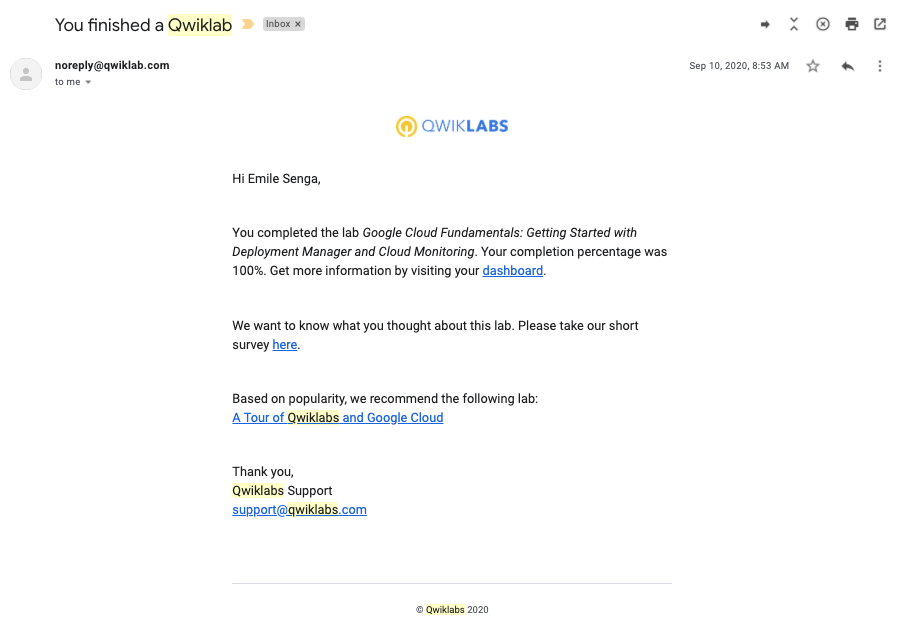 You finished a Qwiklab
Inbox x
noreply@qwiklab.com
Sep 10, 2020, 8:53 AM
to me
QWIKLABS
Hi Emile Senga,
You completed the lab Google Cloud Fundamentals: Getting Started with
Deployment Manager and Cloud Monitoring. Your completion percentage was
100%. Get more information by visiting your dashboard.
We want to know what you thought about this lab. Please take our short
survey here.
Based on popularity, we recommend the following lab:
A Tour of Qwiklabs and Google Cloud
Thank you,
Qwiklabs Support
support@qwiklabs.com
© Qwiklabs 2020